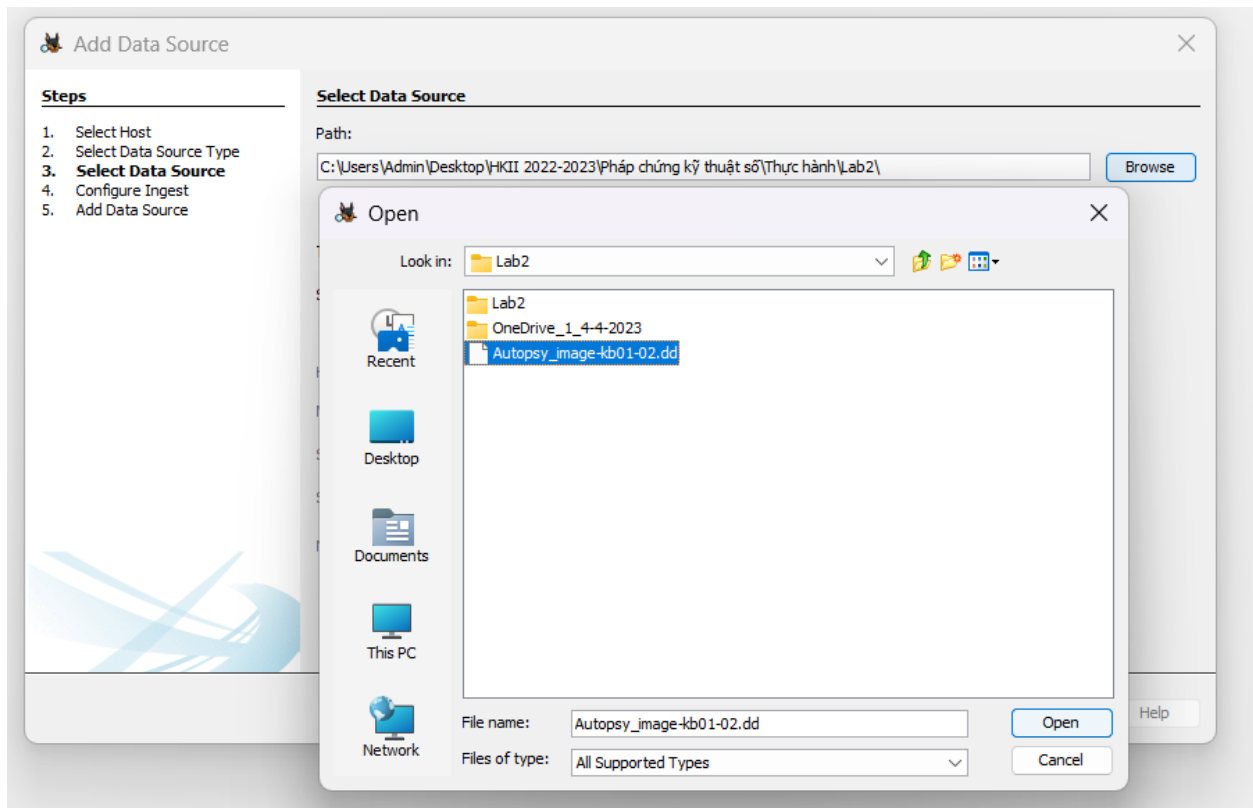 Add Data Source
Steps
1. Select Host
2. Select Data Source Type
3. Select Data Source
4. Configure Ingest
5. Add Data Source
Select Data Source
Path:
C:\Users\Admin\Desktop\HKII 2022-2023\Pháp chứng kỹ thuật số\Thực hành\Lab2\
Browse
Open
Look in:
Lab2
Lab2
OneDrive_1_4-4-2023
Autopsy_image-kb01-02.dd
Recent
Desktop
Documents
This PC
Network
File name:
Autopsy_image-kb01-02.dd
Open
Files of type:
All Supported Types
Cancel
Help